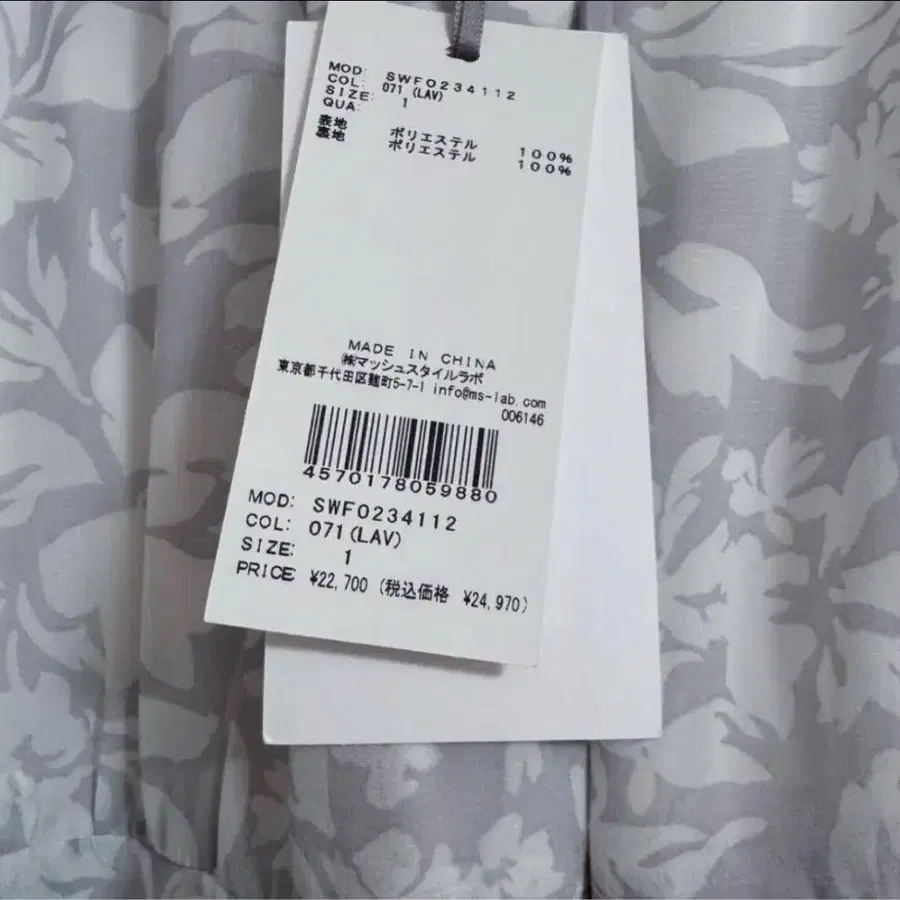 MOD: SWF0234112
COL: 071 (LAV)
SIZE: 1
QUA:
表地 ポリエステル 100%
裏地 ポリエステル 100%
MADE IN CHINA
㈱マッシュスタイルラボ
東京都千代田区麹町5-7-1 info@ms-lab.com
006146
4570178059880
MOD: SWF0234112
COL: 071(LAV)
SIZE: 1
PRICE: ¥22,700 (税込価格 ¥24,970)